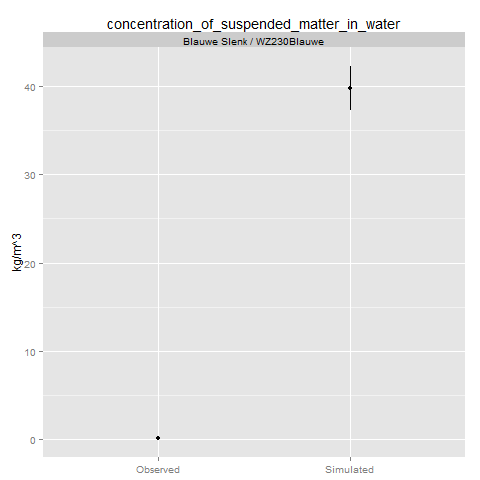 concentration_of_suspended_matter_in_water
Blauwe Slenk / WZ230Blauwe
kg/m^3
40
30
20
10
0
Observed
Simulated